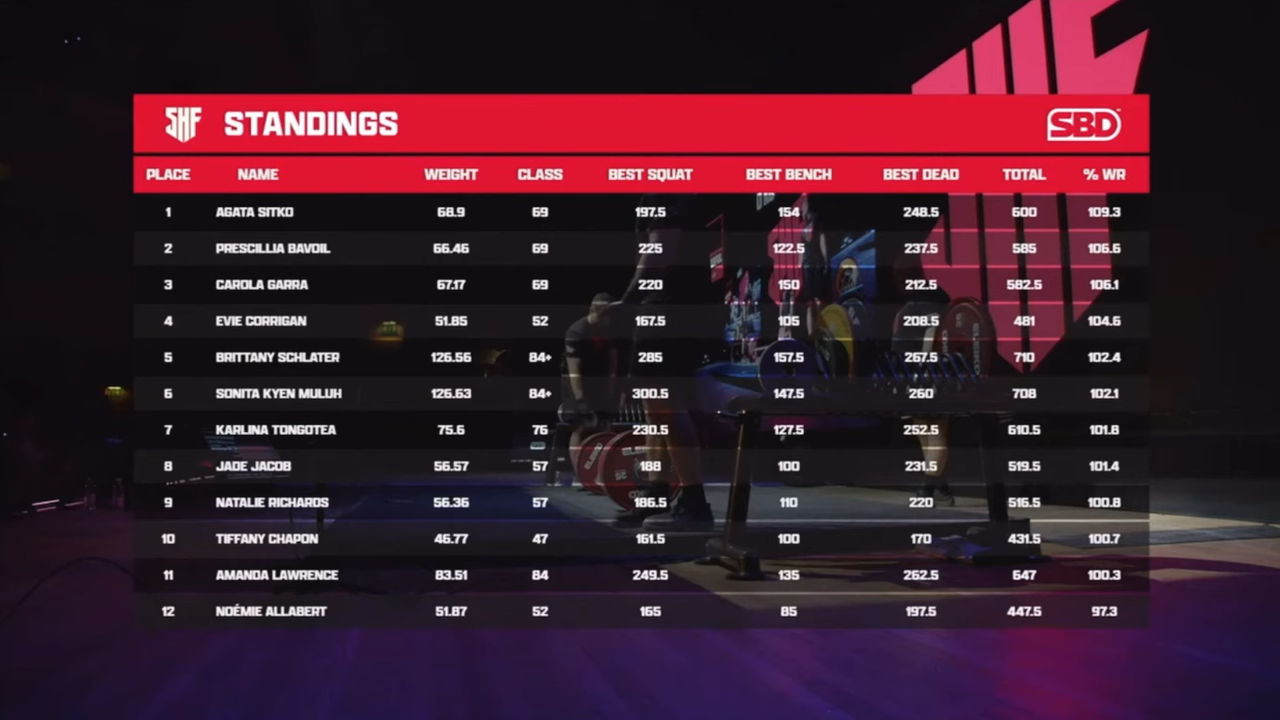 SHF STANDINGS SBD
PLACE NAME WEIGHT CLASS BEST SQUAT BEST BENCH BEST DEAD TOTAL % WR
1 AGATA SITKO 68.9 69 197.5 154 248.5 600 109.3
2 PRESCILLIA BAVOIL 66.46 69 225 122.5 237.5 585 106.6
3 CAROLA GARRA 67.17 69 220 150 212.5 582.5 106.1
4 EVIE CORRIGAN 51.85 52 167.5 105 208.5 481 104.6
5 BRITTANY SCHLATER 126.56 84+ 285 157.5 267.5 710 102.4
6 SONITA KYEN MULUH 126.63 84+ 300.5 147.5 260 708 102.1
7 KARLINA TONGOTEA 75.6 76 230.5 127.5 252.5 610.5 101.8
8 JADE JACOB 56.57 57 188 100 231.5 519.5 101.4
9 NATALIE RICHARDS 56.36 57 186.5 110 220 516.5 100.8
10 TIFFANY CHAPON 46.77 47 161.5 100 170 431.5 100.7
11 AMANDA LAWRENCE 83.51 84 249.5 135 262.5 647 100.3
12 NOÉMIE ALLABERT 51.87 52 165 85 197.5 447.5 97.3